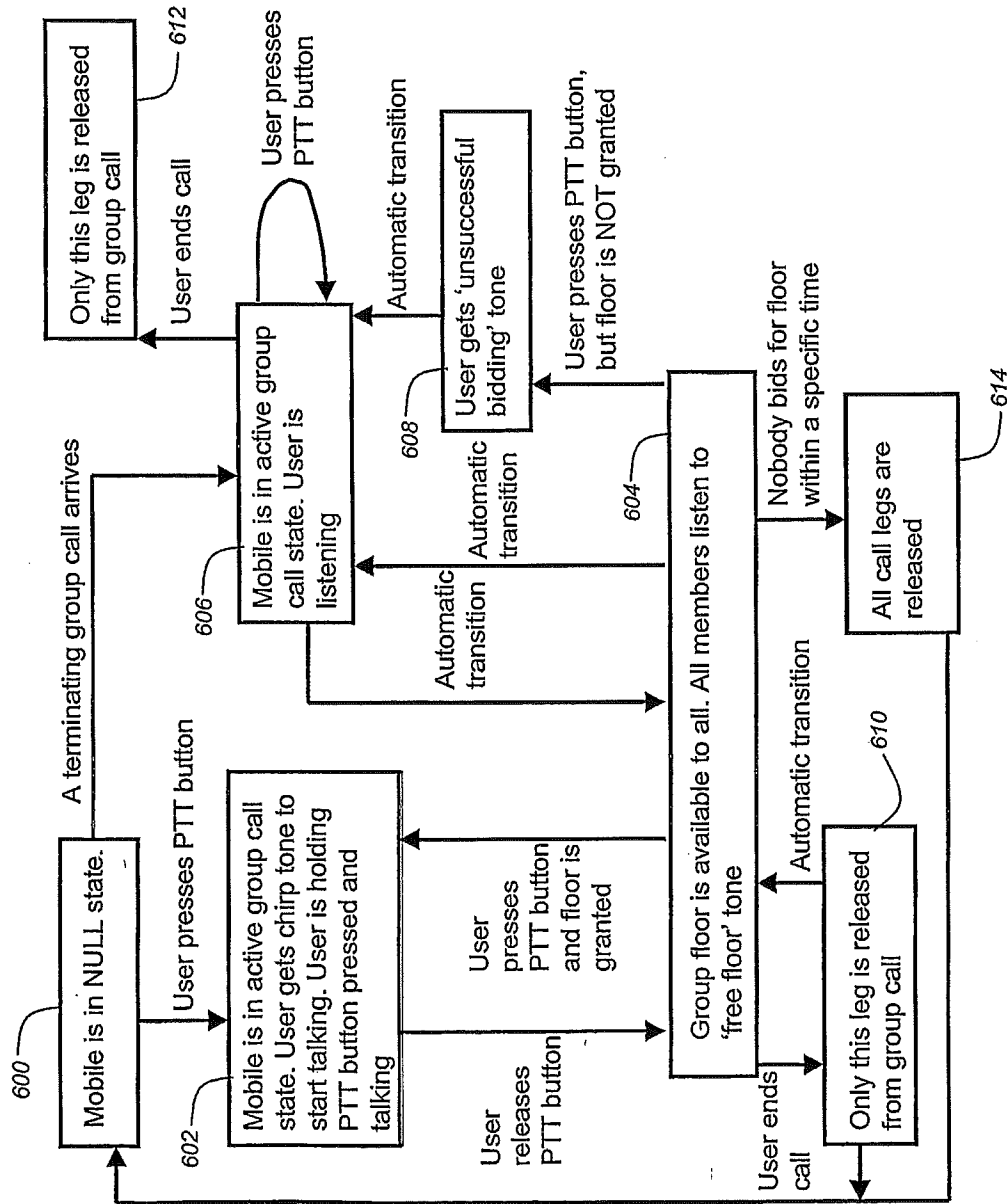 600
Mobile is in NULL state.
A terminating group call arrives
Only this leg is released
from group call
612
User presses PTT button
User ends call
602
Mobile is in active group call
state. User gets chirp tone to
start talking. User is holding
PTT button pressed and
talking
606
Mobile is in active group
call state. User is
listening
User presses
PTT button
Automatic transition
608
User gets ‘unsuccessful
bidding’ tone
User
releases
PTT button
User
presses
PTT button
and floor is
granted
Automatic
transition
Automatic
transition
User presses PTT button,
but floor is NOT granted
604
Group floor is available to all. All members listen to
‘free floor’ tone
User ends
call
Automatic transition
Nobody bids for floor
within a specific time
610
Only this leg is released
from group call
All call legs are
released
614